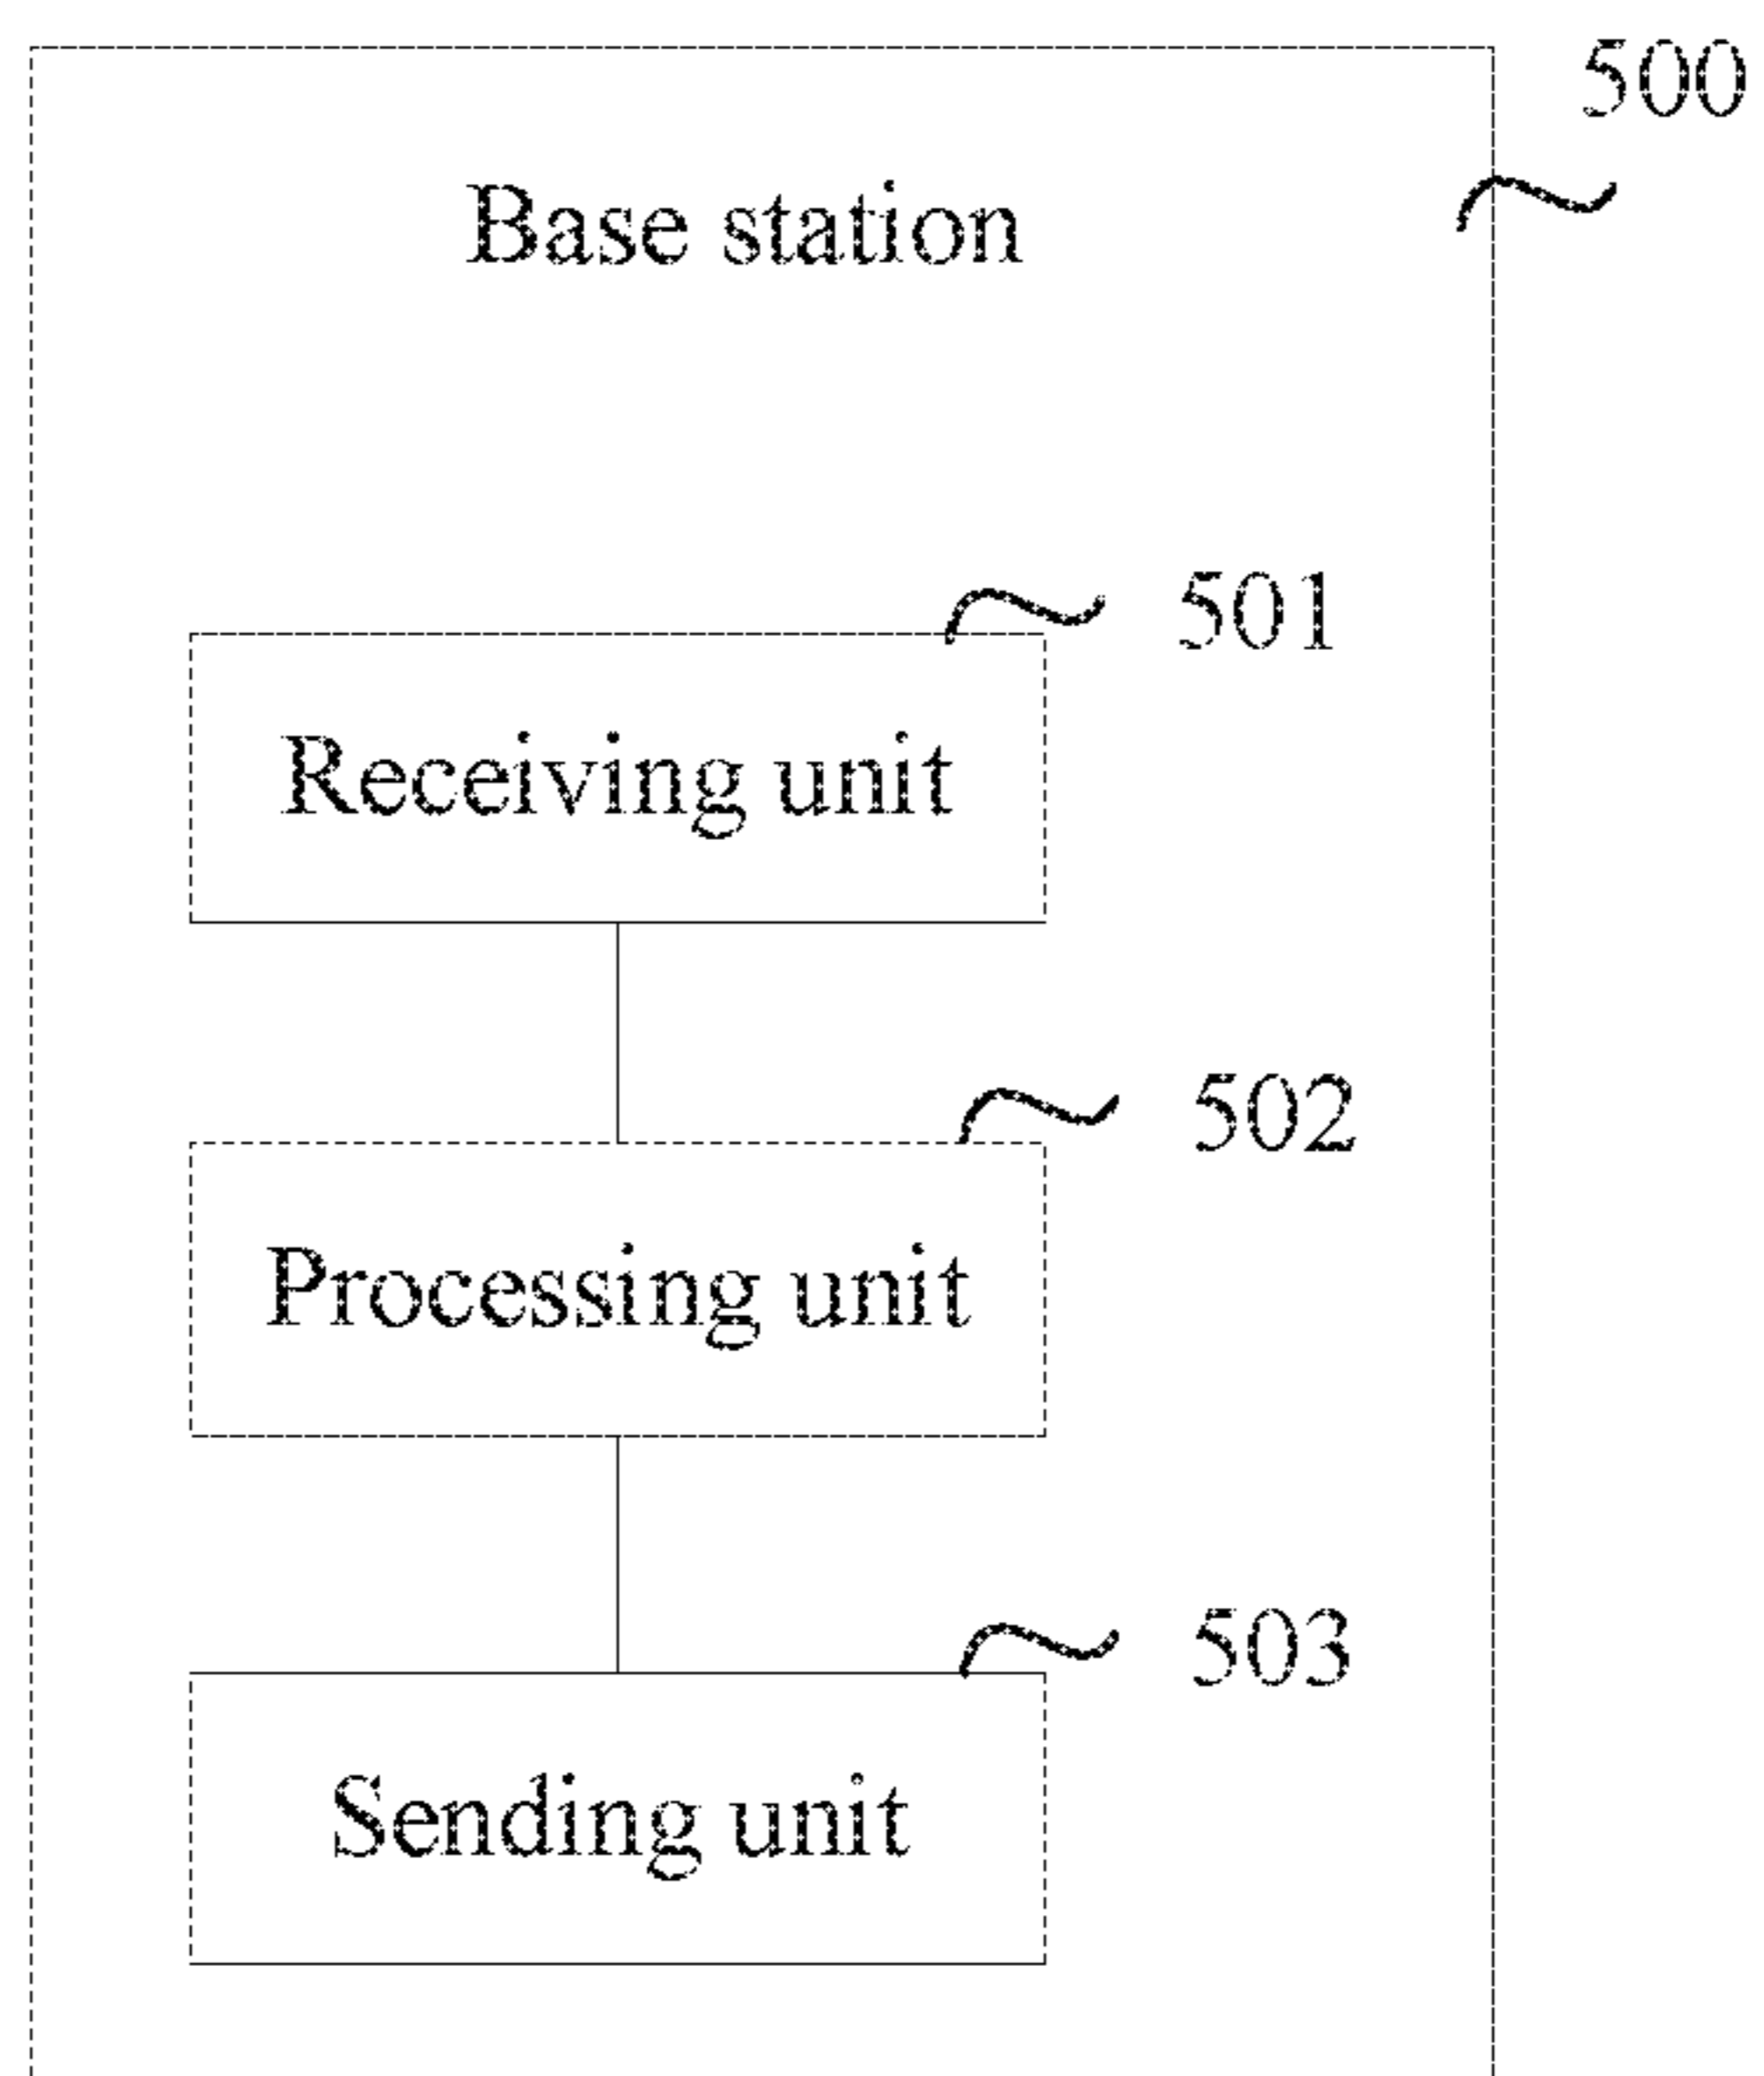 500
Base station
501
Receiving unit
502
Processing unit
503
Sending unit